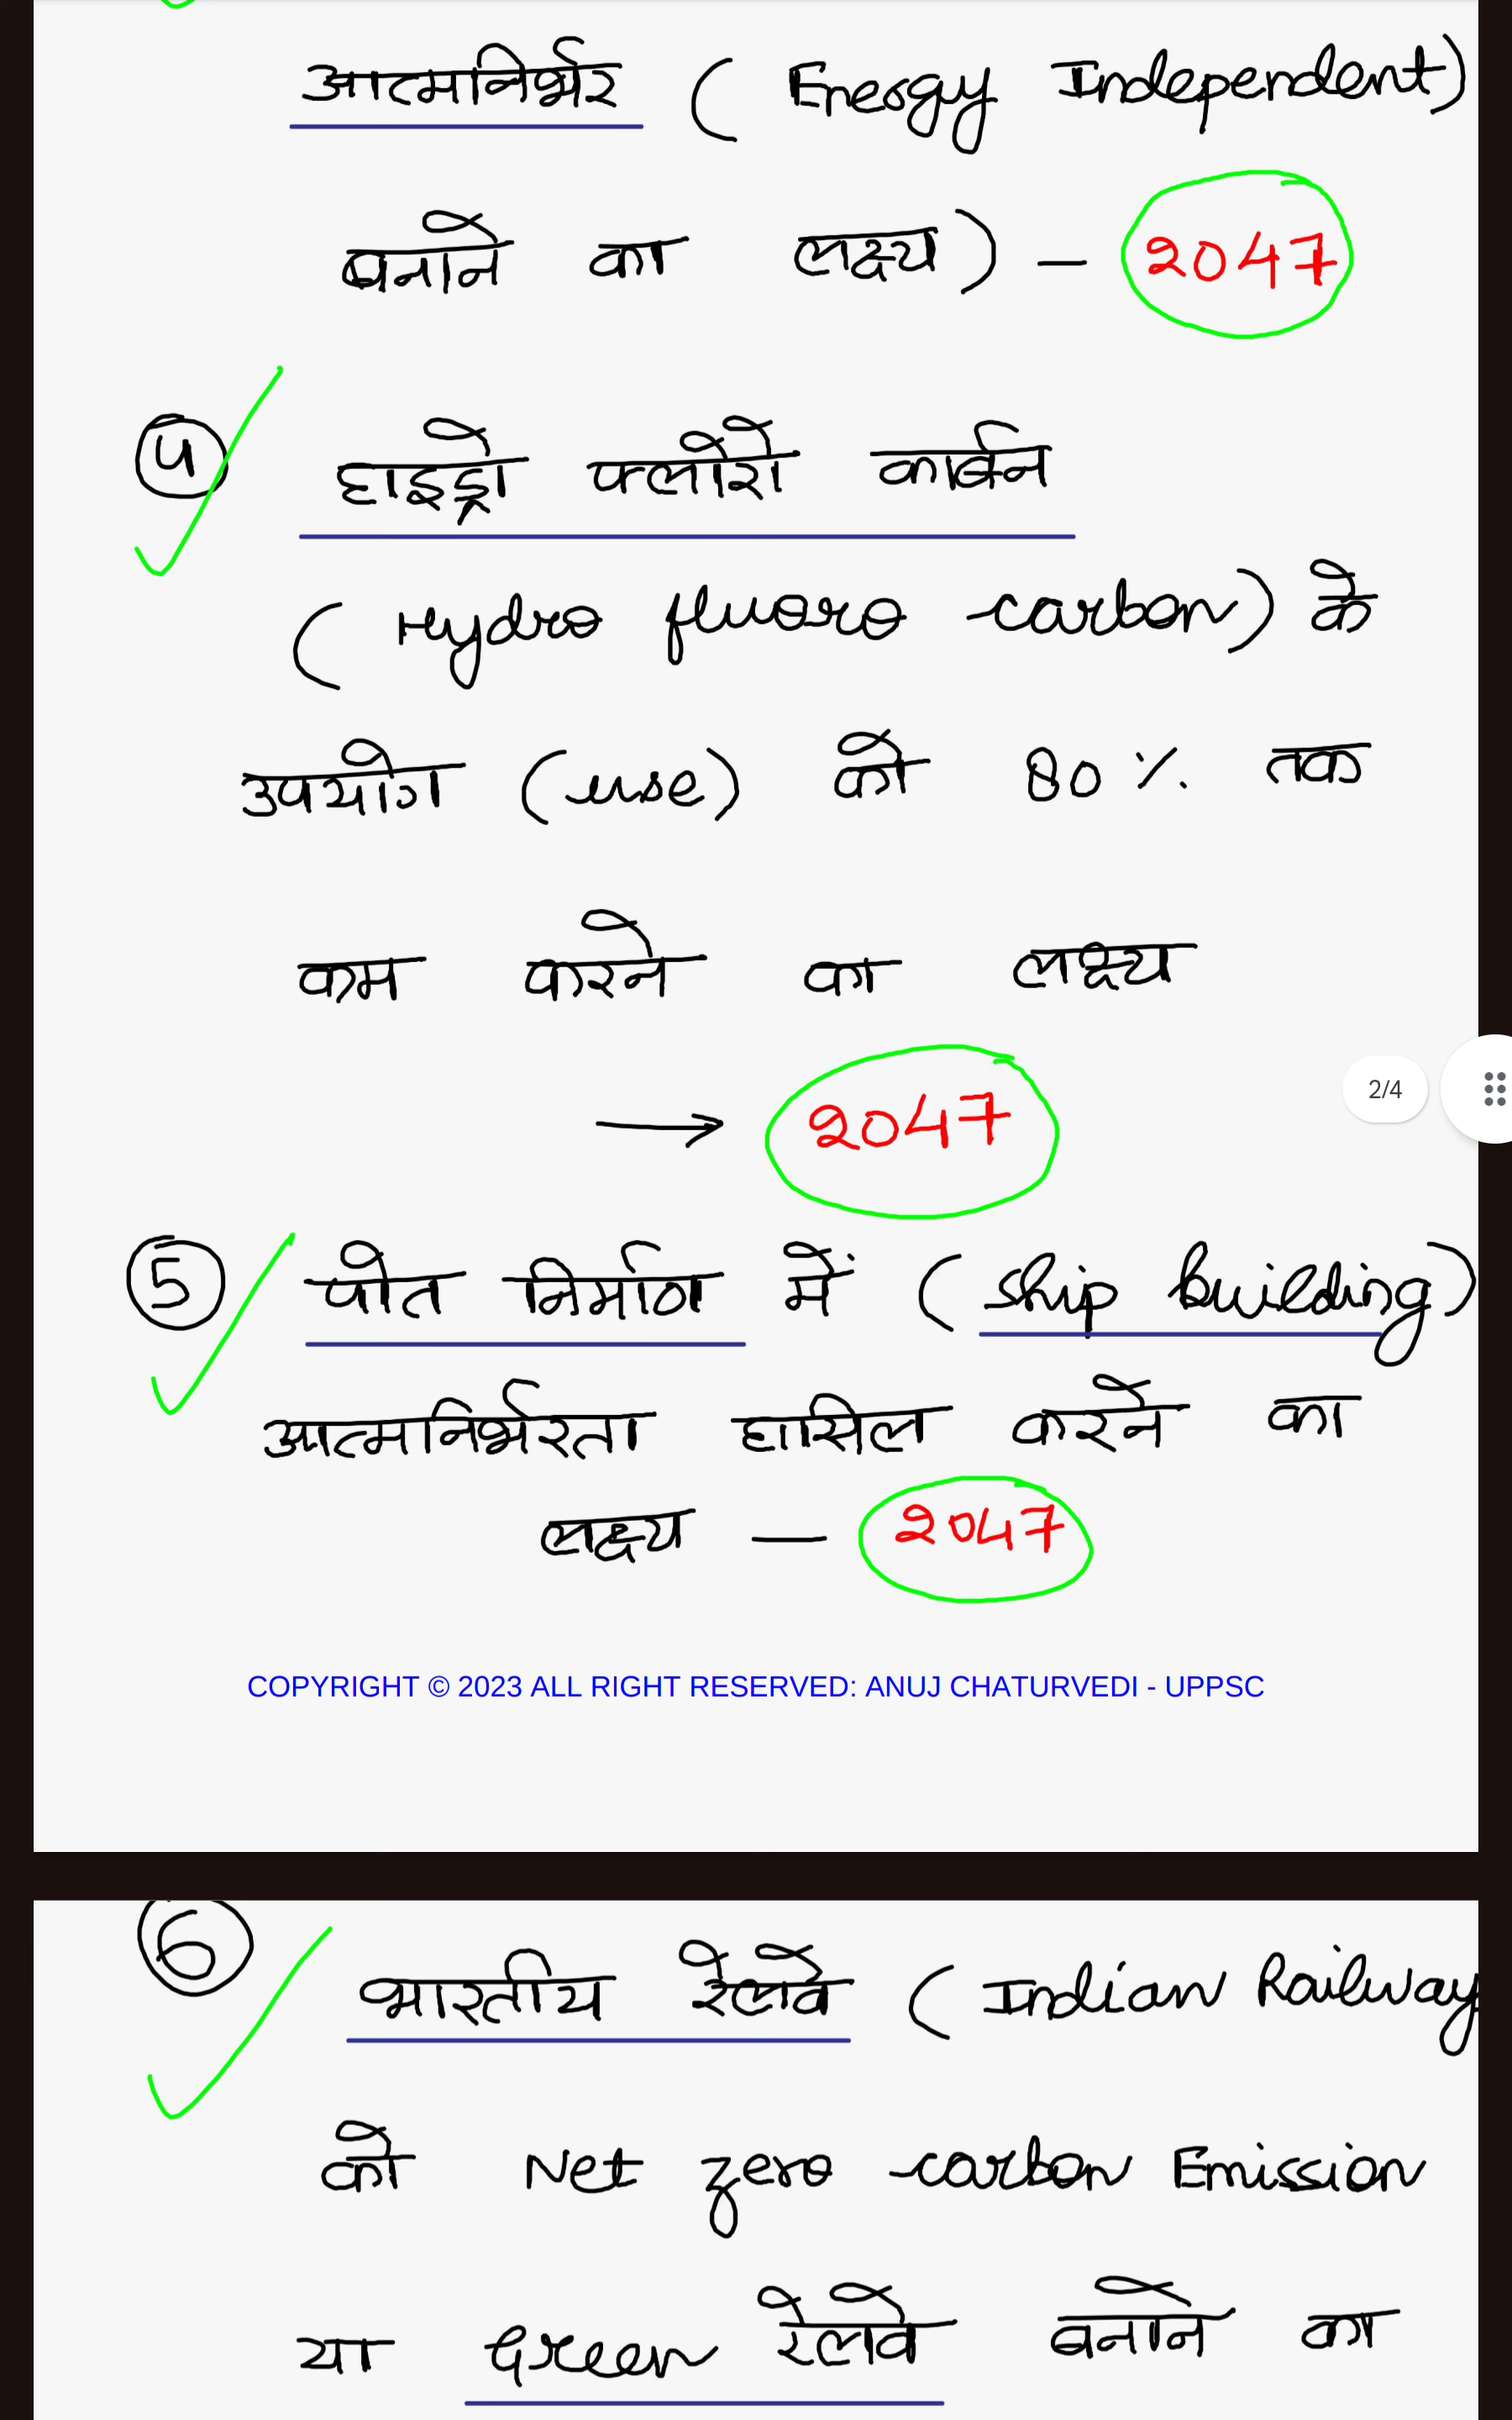 आत्मनिर्भर ( Energy Independent)
बनाने का लक्ष्य) – 2047
4 हाइड्रो फ्लोरो कार्बन
( Hydro fluoro carbon) के
उपयोग (use) को 80 % तक
कम करने का लक्ष्य
→ 2047
5 पोत निर्माण में ( Ship building)
आत्मनिर्भरता हासिल करने का
लक्ष्य – 2047
2/4
COPYRIGHT © 2023 ALL RIGHT RESERVED: ANUJ CHATURVEDI - UPPSC
6 भारतीय रेलवे ( Indian Railway
को Net zero carbon Emission
या Green रेलवे बनाने का